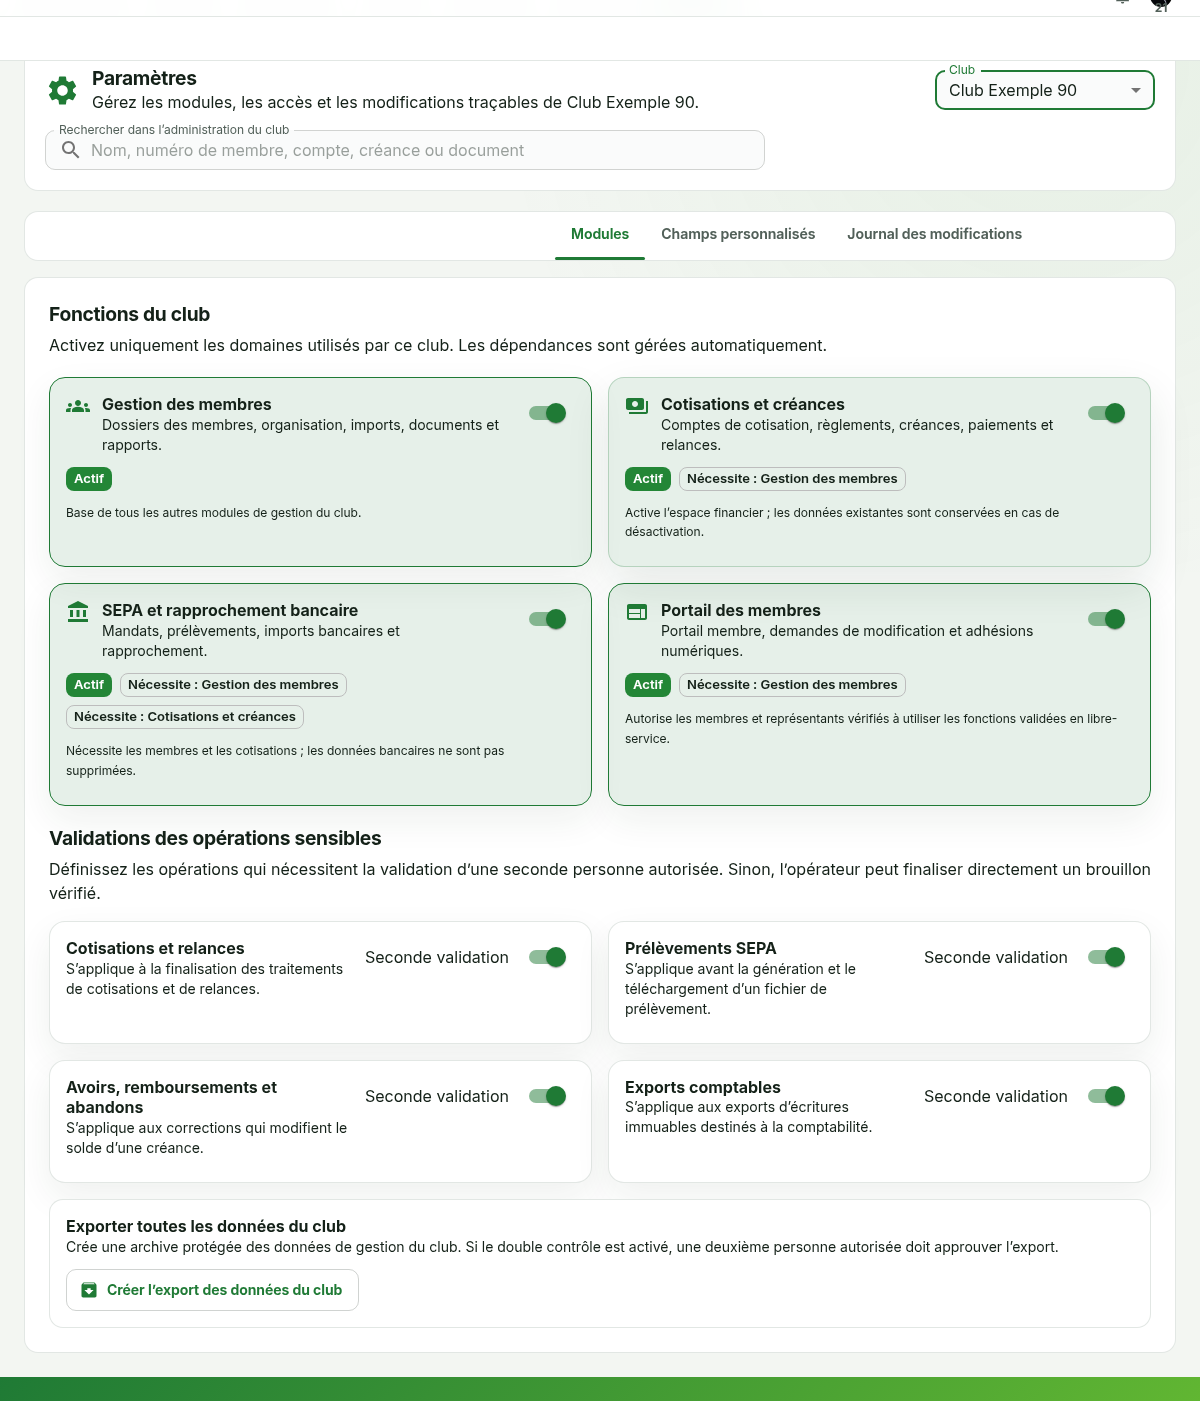 21
Paramètres
Gérez les modules, les accès et les modifications traçables de Club Exemple 90.
Club
Club Exemple 90
Rechercher dans l’administration du club
Nom, numéro de membre, compte, créance ou document
Modules
Champs personnalisés
Journal des modifications
Fonctions du club
Activez uniquement les domaines utilisés par ce club. Les dépendances sont gérées automatiquement.
Gestion des membres
Dossiers des membres, organisation, imports, documents et
rapports.
Actif
Base de tous les autres modules de gestion du club.
Cotisations et créances
Comptes de cotisation, règlements, créances, paiements et
relances.
Actif
Nécessite : Gestion des membres
Active l’espace financier ; les données existantes sont conservées en cas de
désactivation.
SEPA et rapprochement bancaire
Mandats, prélèvements, imports bancaires et
rapprochement.
Actif
Nécessite : Gestion des membres
Nécessite : Cotisations et créances
Nécessite les membres et les cotisations ; les données bancaires ne sont pas
supprimées.
Portail des membres
Portail membre, demandes de modification et adhésions
numériques.
Actif
Nécessite : Gestion des membres
Autorise les membres et représentants vérifiés à utiliser les fonctions validées en libre-
service.
Validations des opérations sensibles
Définissez les opérations qui nécessitent la validation d’une seconde personne autorisée. Sinon, l’opérateur peut finaliser directement un brouillon
vérifié.
Cotisations et relances
S’applique à la finalisation des traitements
de cotisations et de relances.
Seconde validation
Prélèvements SEPA
S’applique avant la génération et le
téléchargement d’un fichier de
prélèvement.
Seconde validation
Avoirs, remboursements et
abandons
S’applique aux corrections qui modifient le
solde d’une créance.
Seconde validation
Exports comptables
S’applique aux exports d’écritures
immuables destinés à la comptabilité.
Seconde validation
Exporter toutes les données du club
Crée une archive protégée des données de gestion du club. Si le double contrôle est activé, une deuxième personne autorisée doit approuver l’export.
Créer l’export des données du club